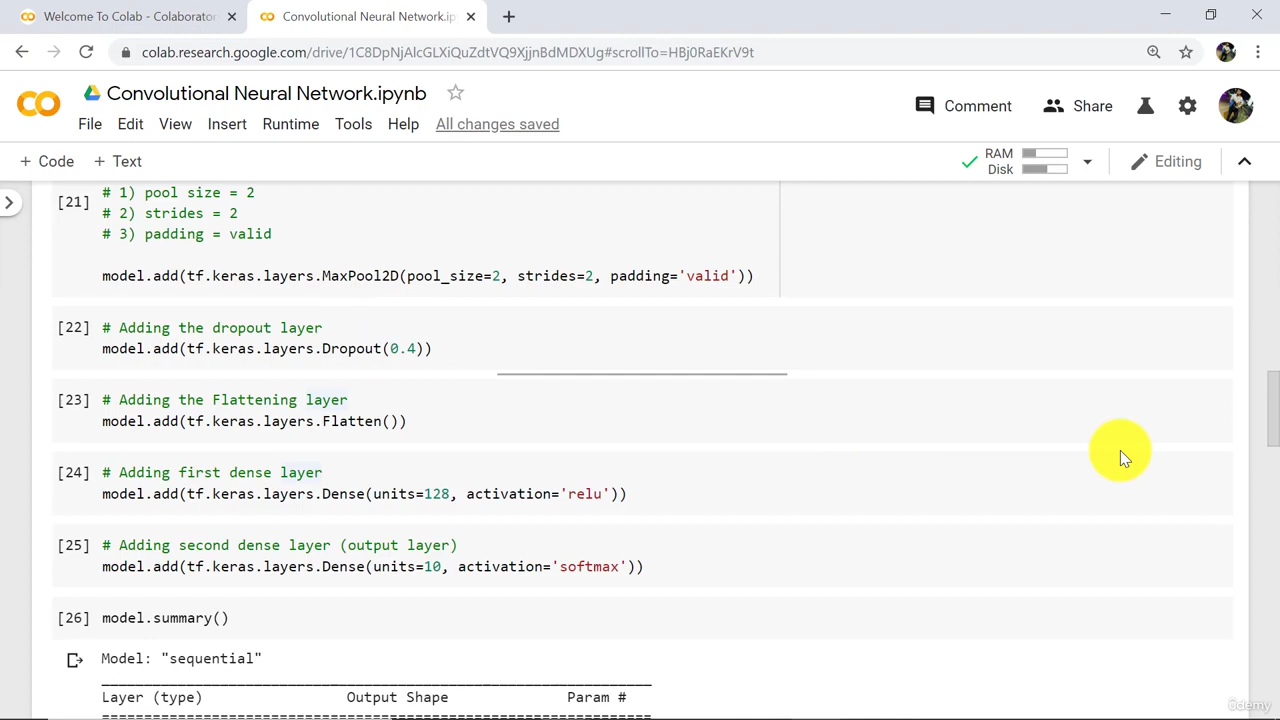 Welcome To Colab - Colaborator
Convolutional Neural Network.ip
colab.research.google.com/drive/1C8DpNjAlcGLXiQuZdtVQ9XjjnBdMDXUg#scrollTo=HBj0RaEKrV9t
Convolutional Neural Network.ipynb
Comment
Share
File Edit View Insert Runtime Tools Help All changes saved
+ Code + Text
RAM
Disk
Editing
[21]
# 1) pool size = 2
# 2) strides = 2
# 3) padding = valid
model.add(tf.keras.layers.MaxPool2D(pool_size=2, strides=2, padding='valid'))
[22] # Adding the dropout layer
model.add(tf.keras.layers.Dropout(0.4))
[23] # Adding the Flattening layer
model.add(tf.keras.layers.Flatten())
[24] # Adding first dense layer
model.add(tf.keras.layers.Dense(units=128, activation='relu'))
[25] # Adding second dense layer (output layer)
model.add(tf.keras.layers.Dense(units=10, activation='softmax'))
[26] model.summary()
Model: "sequential"
Layer (type) Output Shape Param #
ûdemy